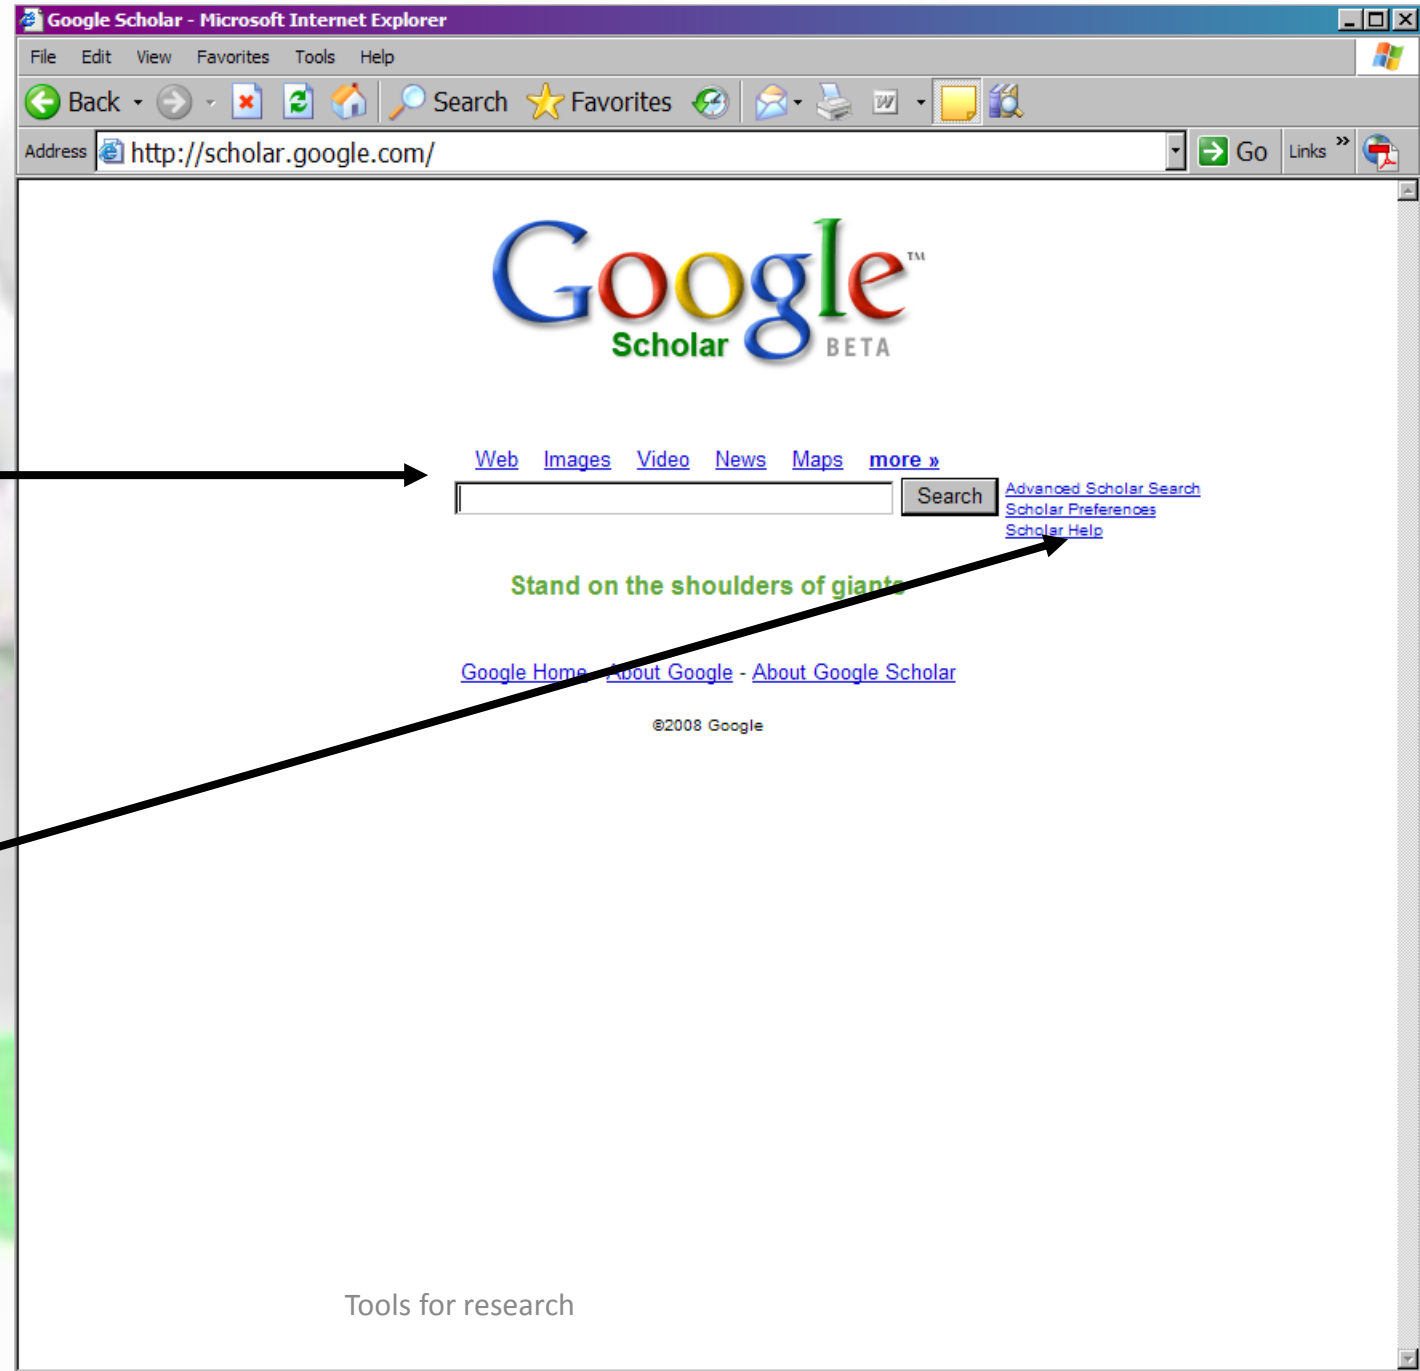 Google Scholar - Microsoft Internet Explorer
File Edit View Favorites Tools Help
Back Search Favorites W
Address http://scholar.google.com/ Go Links »
Google™
Scholar BETA
Web Images Video News Maps more »
Search
Advanced Scholar Search
Scholar Preferences
Scholar Help
Stand on the shoulders of giants
Google Home - About Google - About Google Scholar
©2008 Google
Tools for research